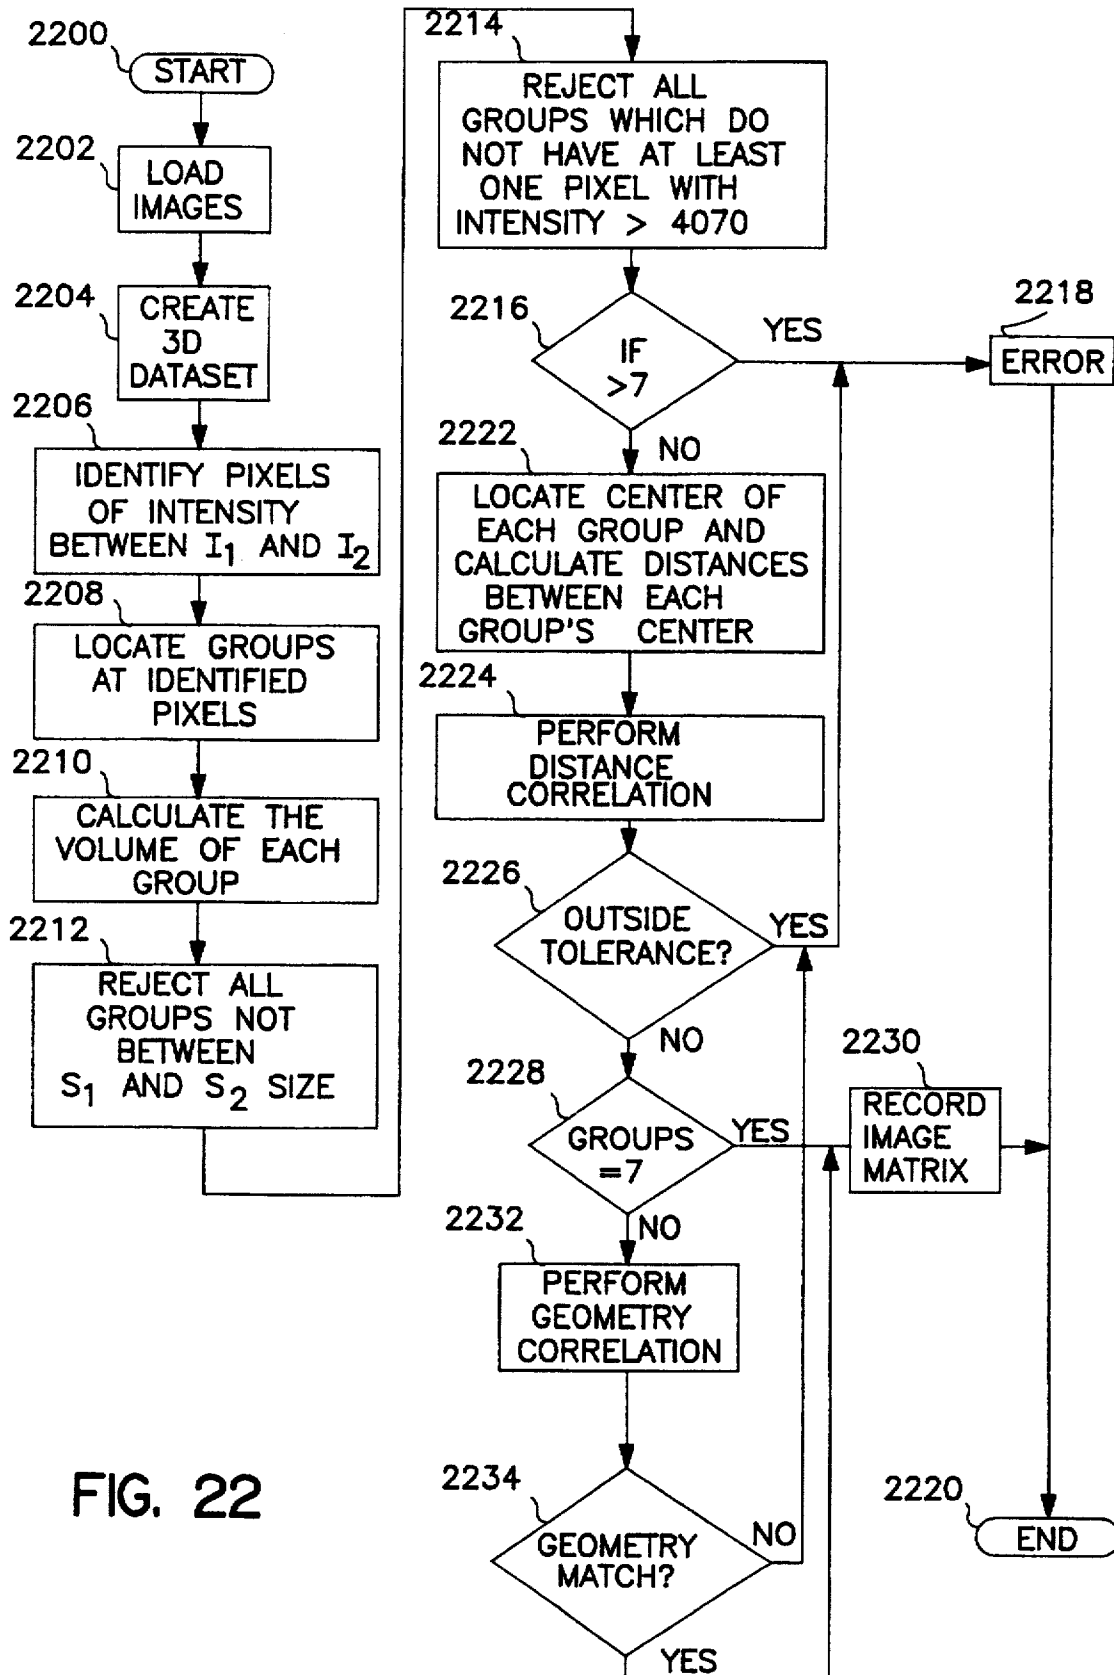 2200
START
2202
LOAD
IMAGES
2204
CREATE
3D
DATASET
2206
IDENTIFY PIXELS
OF INTENSITY
BETWEEN I1 AND I2
2208
LOCATE GROUPS
AT IDENTIFIED
PIXELS
2210
CALCULATE THE
VOLUME OF EACH
GROUP
2212
REJECT ALL
GROUPS NOT
BETWEEN
S1 AND S2 SIZE
2214
REJECT ALL
GROUPS WHICH DO
NOT HAVE AT LEAST
ONE PIXEL WITH
INTENSITY > 4070
2216
IF
>7
YES
2218
ERROR
NO
2222
LOCATE CENTER OF
EACH GROUP AND
CALCULATE DISTANCES
BETWEEN EACH
GROUP'S CENTER
2224
PERFORM
DISTANCE
CORRELATION
2226
OUTSIDE
TOLERANCE?
YES
NO
2228
GROUPS
=7
YES
2230
RECORD
IMAGE
MATRIX
NO
2232
PERFORM
GEOMETRY
CORRELATION
2234
GEOMETRY
MATCH?
NO
YES
2220
END
FIG. 22